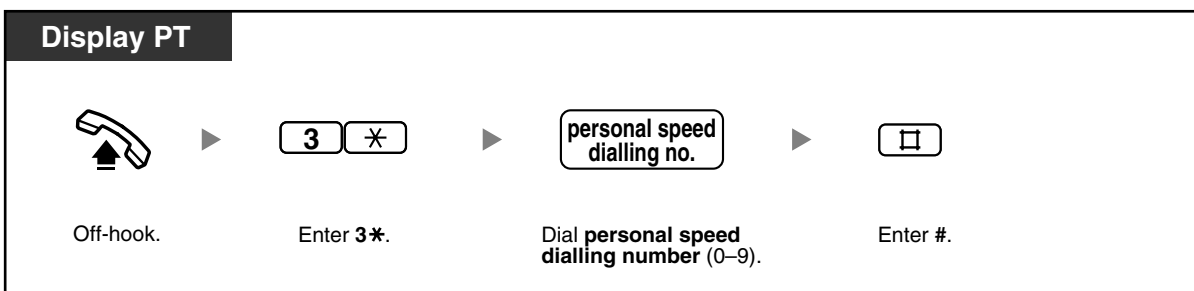 Display PT
3 ✳
personal speed
dialling no.
#
Off-hook.
Enter 3✳.
Dial personal speed
dialling number (0–9).
Enter #.